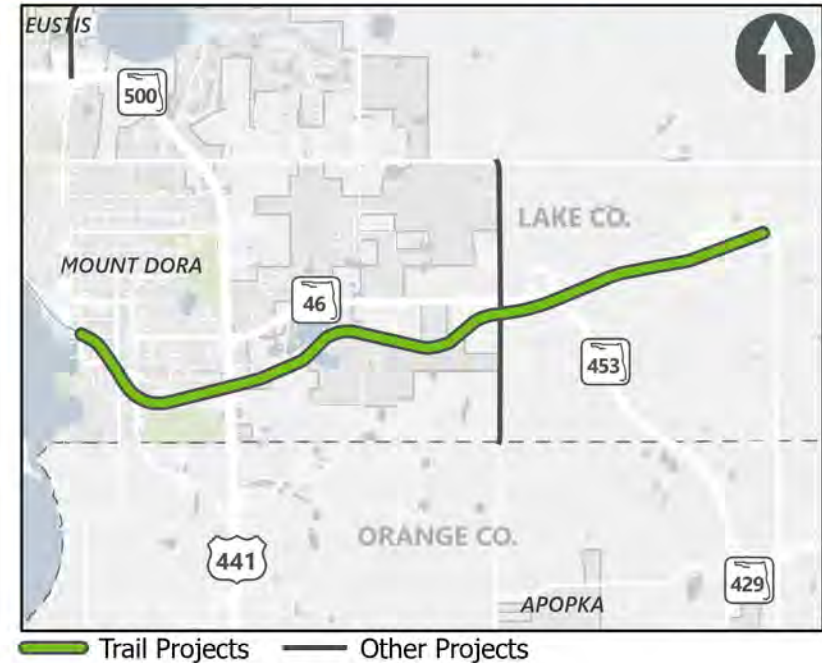 EUSTIS
500
LAKE CO.
MOUNT DORA
46
453
ORANGE CO.
441
429
APOPKA
Trail Projects
Other Projects